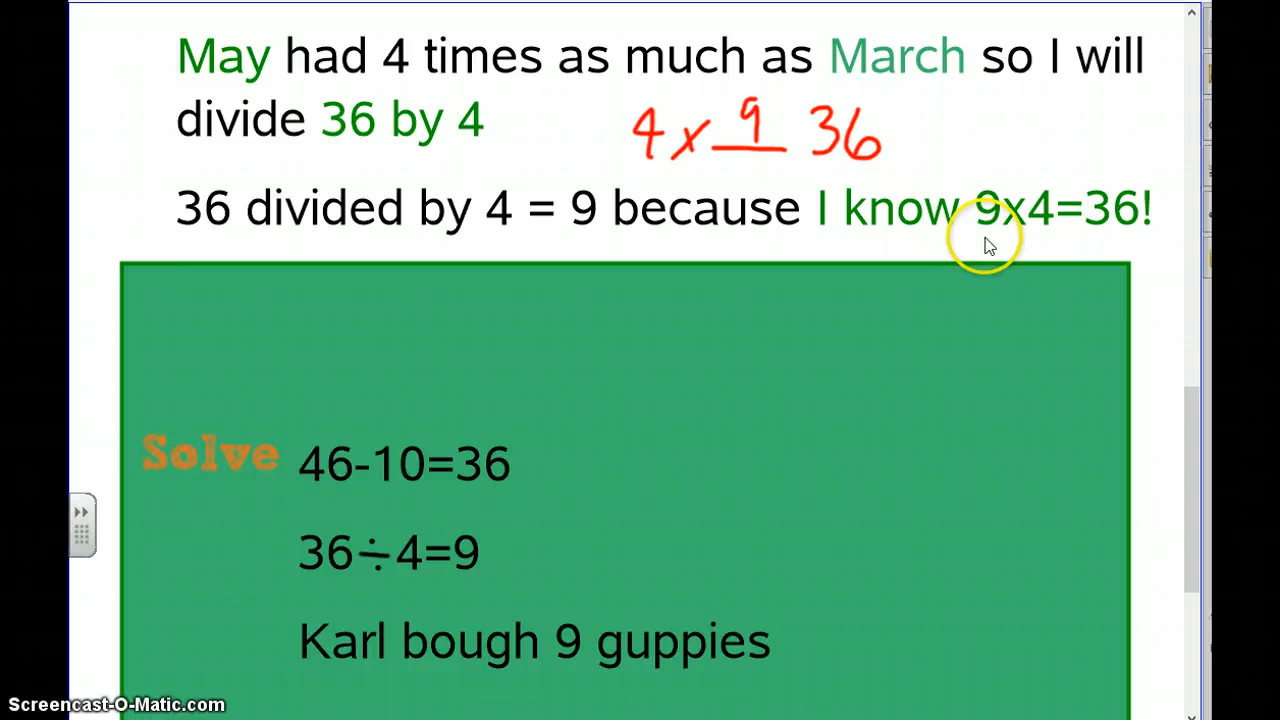 May had 4 times as much as March so I will
divide 36 by 4
4 x 9 36
36 divided by 4 = 9 because I know 9x4=36!
Solve
46-10=36
36÷4=9
Karl bough 9 guppies
Screencast-O-Matic.com